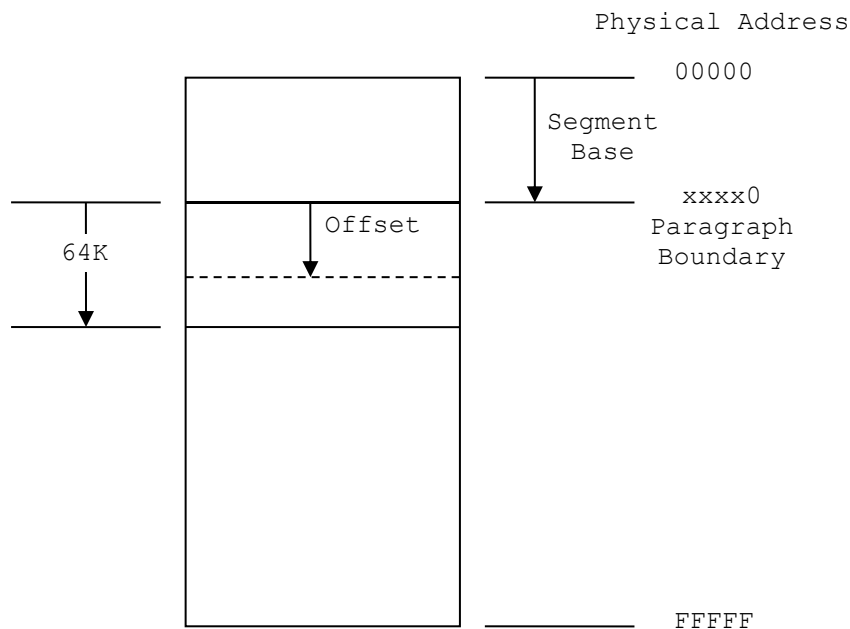 Physical Address
00000
Segment
Base
xxxx0
Paragraph
Boundary
Offset
64K
FFFFF